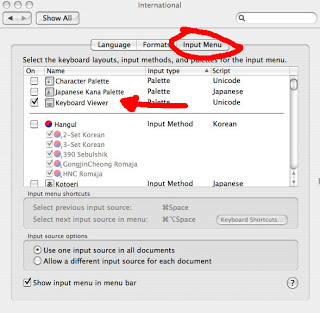 International
Show All
Language Formats Input Menu
Select the keyboard layouts, input methods, and palettes for the input menu.
On Name Input type Script
Character Palette Palette Unicode
Japanese Kana Palette Palette Japanese
Keyboard Viewer Palette Unicode
Hangul Input Method Korean
2-Set Korean
3-Set Korean
390 Sebulshik
GongjinCheong Romaja
HNC Romaja
Kotoeri Input Method Japanese
Input menu shortcuts
Select previous input source: ⌘Space
Select next input source in menu: ⌘⌥Space Keyboard Shortcuts...
Input source options
Use one input source in all documents
Allow a different input source for each document
Show input menu in menu bar ?